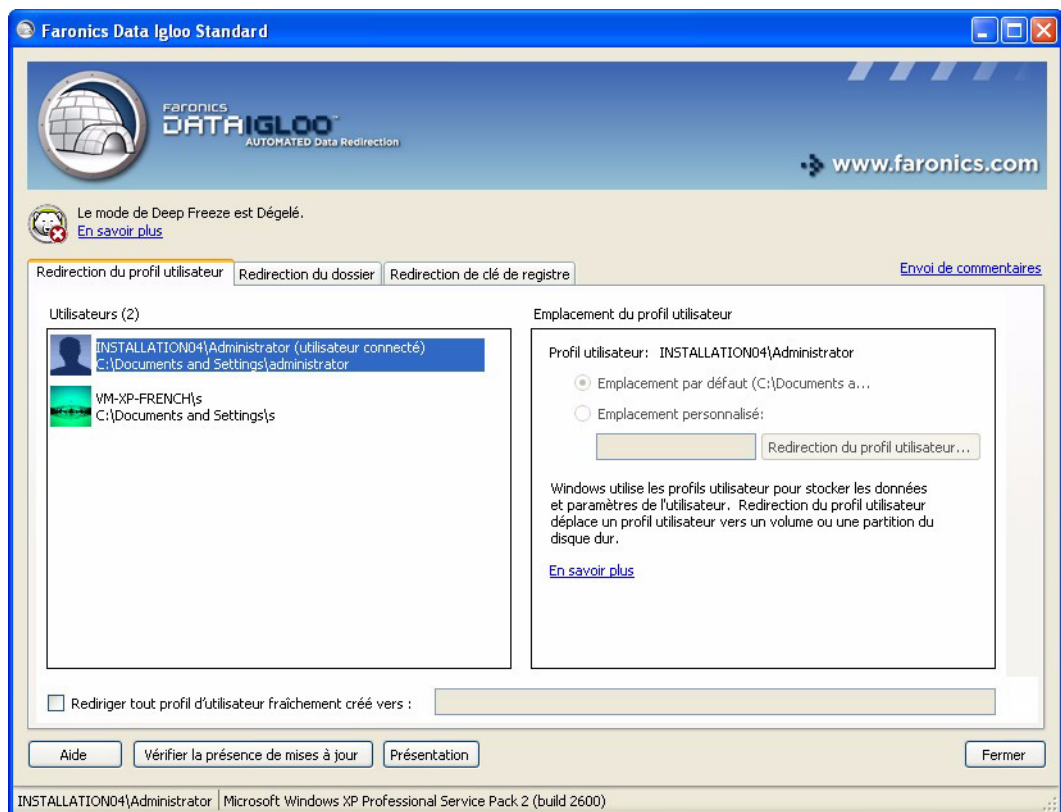 Faronics Data Igloo Standard
FARONICS
DATAIGLOO™
AUTOMATED Data Redirection
www.faronics.com
Le mode de Deep Freeze est Dégelé.
En savoir plus
Redirection du profil utilisateur
Redirection du dossier
Redirection de clé de registre
Envoi de commentaires
Utilisateurs (2)
INSTALLATION04\Administrator (utilisateur connecté)
C:\Documents and Settings\administrator
VM-XP-FRENCH\s
C:\Documents and Settings\s
Emplacement du profil utilisateur
Profil utilisateur: INSTALLATION04\Administrator
Emplacement par défaut (C:\Documents a...
Emplacement personnalisé:
Redirection du profil utilisateur...
Windows utilise les profils utilisateur pour stocker les données
et paramètres de l'utilisateur. Redirection du profil utilisateur
déplace un profil utilisateur vers un volume ou une partition du
disque dur.
En savoir plus
Rediriger tout profil d'utilisateur fraîchement créé vers :
Aide
Vérifier la présence de mises à jour
Présentation
Fermer
INSTALLATION04\Administrator
Microsoft Windows XP Professional Service Pack 2 (build 2600)